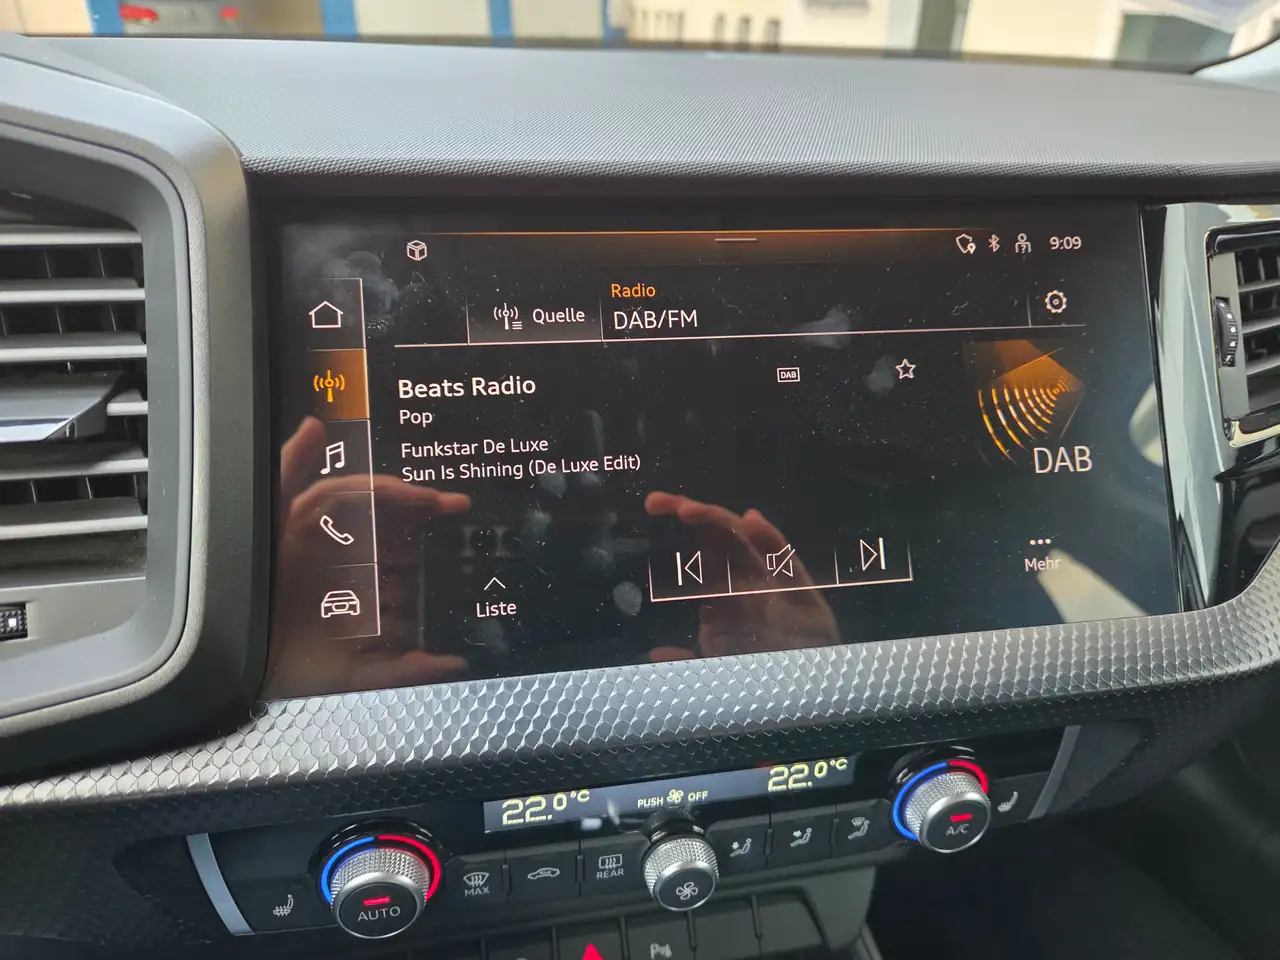 9:09
Radio
Quelle
DAB/FM
Beats Radio
DAB
Pop
Funkstar De Luxe
Sun Is Shining (De Luxe Edit)
DAB
Liste
Mehr
22.0°C
PUSH OFF
22.0°C
AUTO
MAX
REAR
A/C